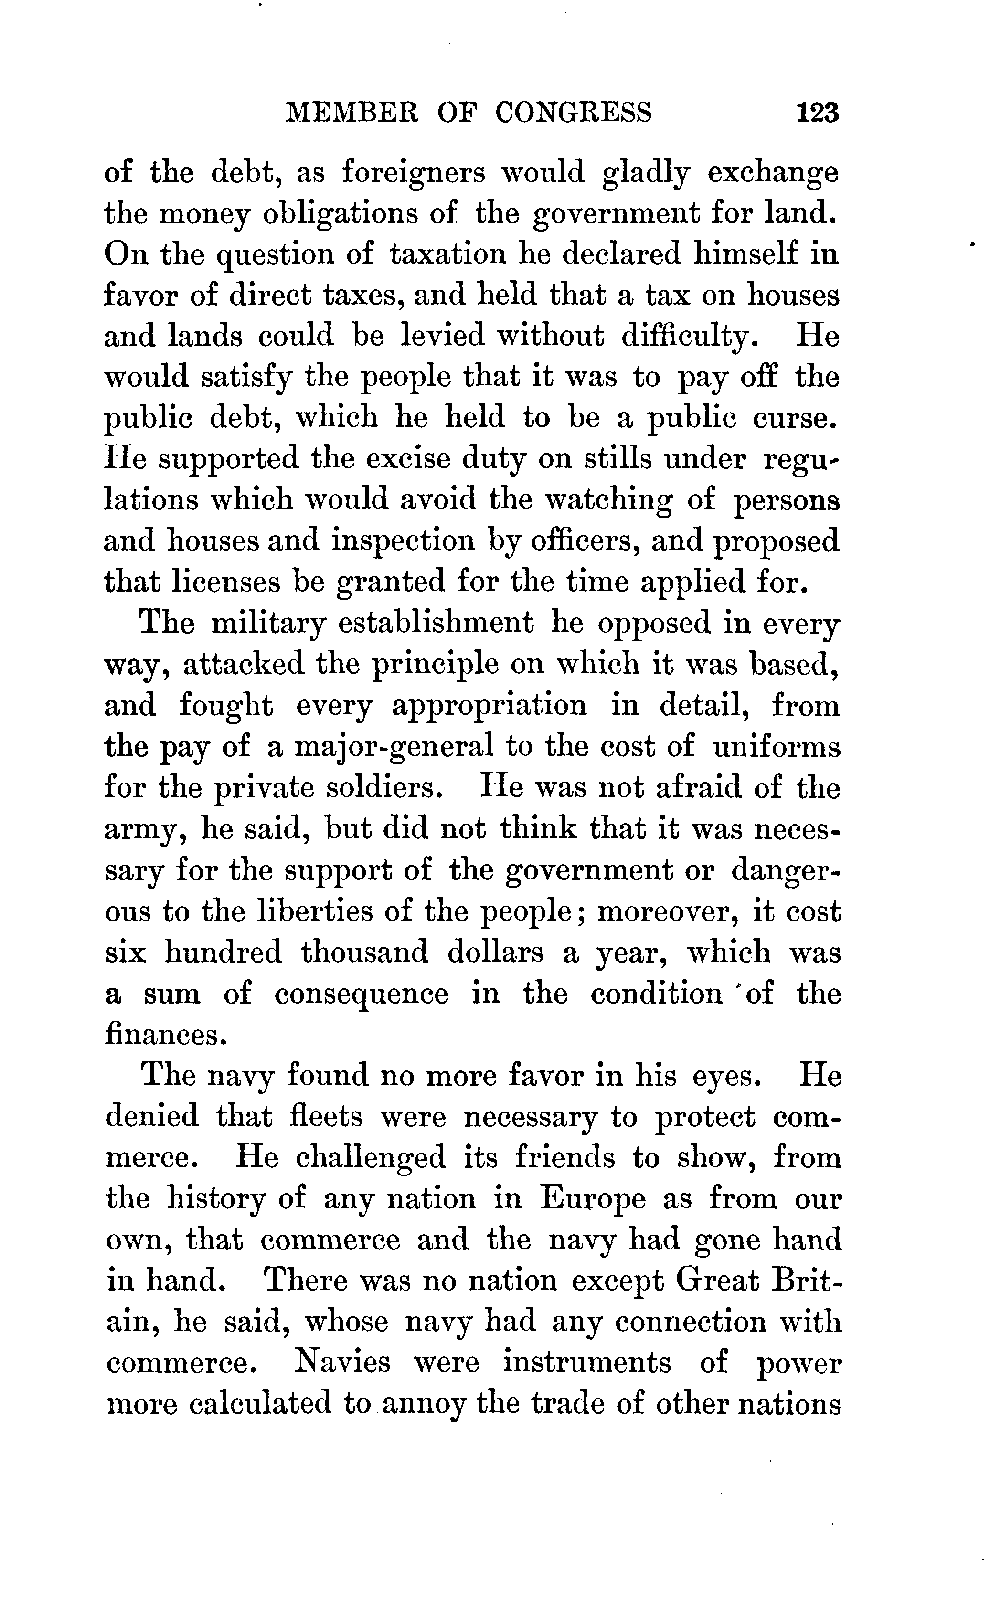 MEMBER OF CONGRESS 123
of the debt, as foreigners would gladly exchange
the money obligations of the government for land.
On the question of taxation he declared himself in
favor of direct taxes, and held that a tax on houses
and lands could be levied without difficulty. He
would satisfy the people that it was to pay off the
public debt, which he held to be a public curse.
He supported the excise duty on stills under regu-
lations which would avoid the watching of persons
and houses and inspection by officers, and proposed
that licenses be granted for the time applied for.
The military establishment he opposed in every
way, attacked the principle on which it was based,
and fought every appropriation in detail, from
the pay of a major-general to the cost of uniforms
for the private soldiers. He was not afraid of the
army, he said, but did not think that it was neces-
sary for the support of the government or danger-
ous to the liberties of the people; moreover, it cost
six hundred thousand dollars a year, which was
a sum of consequence in the condition of the
finances.
The navy found no more favor in his eyes. He
denied that fleets were necessary to protect com-
merce. He challenged its friends to show, from
the history of any nation in Europe as from our
own, that commerce and the navy had gone hand
in hand. There was no nation except Great Brit-
ain, he said, whose navy had any connection with
commerce. Navies were instruments of power
more calculated to annoy the trade of other nations